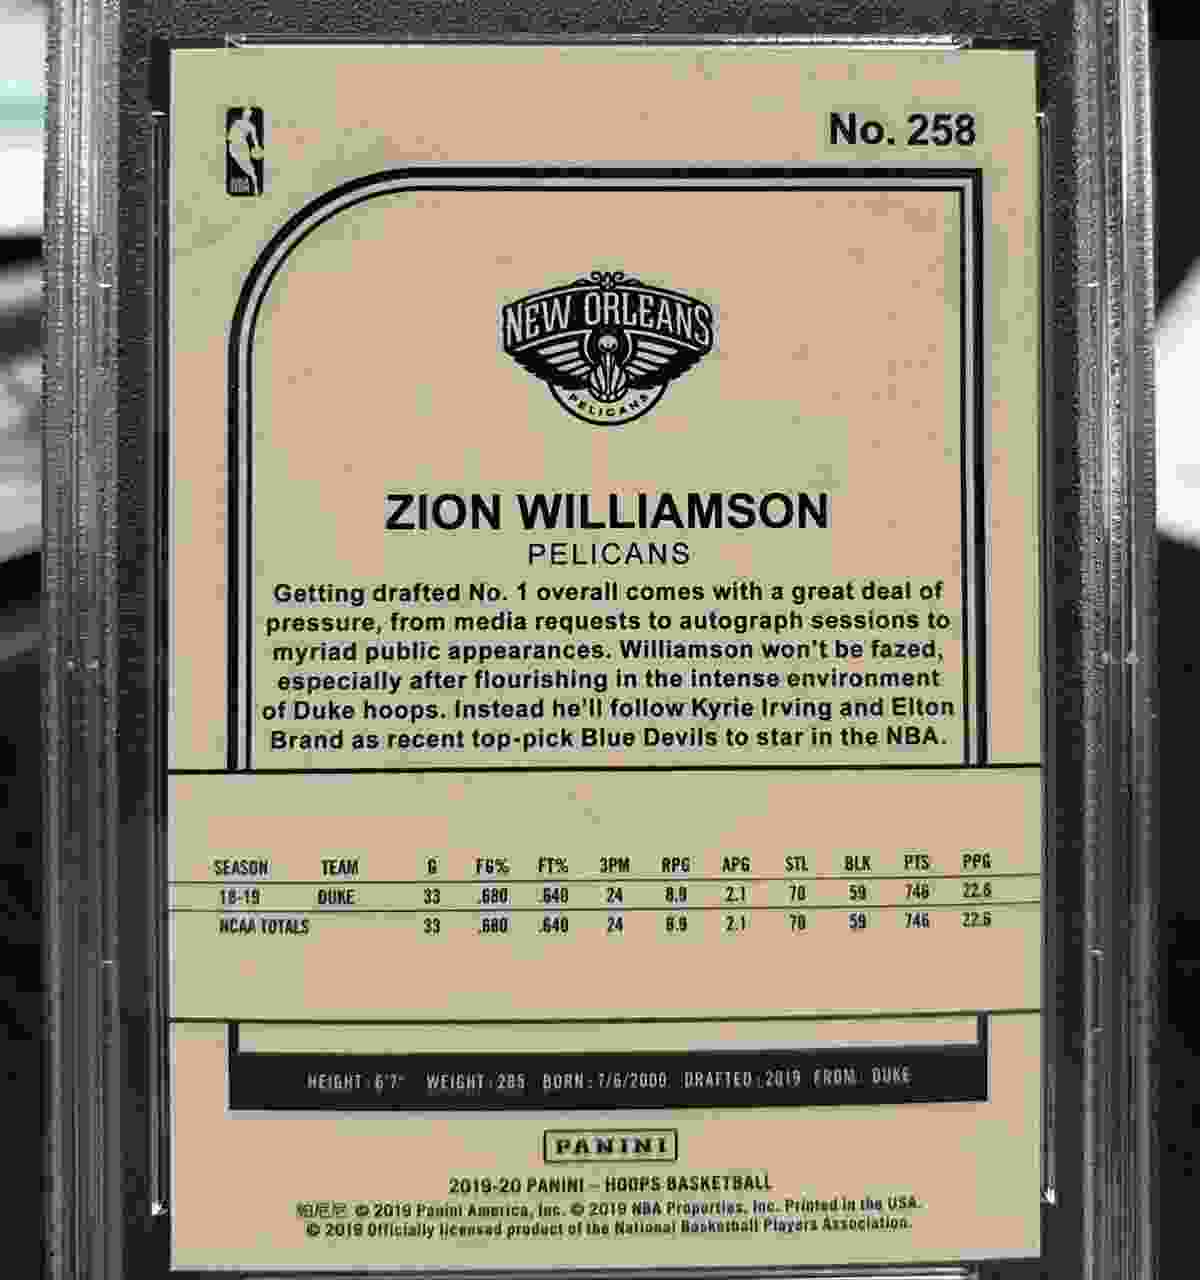 No. 258
NEW ORLEANS
PELICANS
ZION WILLIAMSON
PELICANS
Getting drafted No. 1 overall comes with a great deal of
pressure, from media requests to autograph sessions to
myriad public appearances. Williamson won't be fazed,
especially after flourishing in the intense environment
of Duke hoops. Instead he'll follow Kyrie Irving and Elton
Brand as recent top-pick Blue Devils to star in the NBA.
SEASON TEAM G FG% FT% 3PM RPG APG STL BLK PTS PPG
18-19 DUKE 33 .680 .640 24 8.9 2.1 70 59 746 22.6
NCAA TOTALS 33 .680 .640 24 8.9 2.1 70 59 746 22.6
HEIGHT: 6'7" WEIGHT: 285 BORN: 7/6/2000 DRAFTED: 2019 FROM: DUKE
PANINI
2019-20 PANINI – HOOPS BASKETBALL
© 2019 Panini America, Inc. © 2019 NBA Properties, Inc. Printed in the USA.
© 2019 Officially licensed product of the National Basketball Players Association.